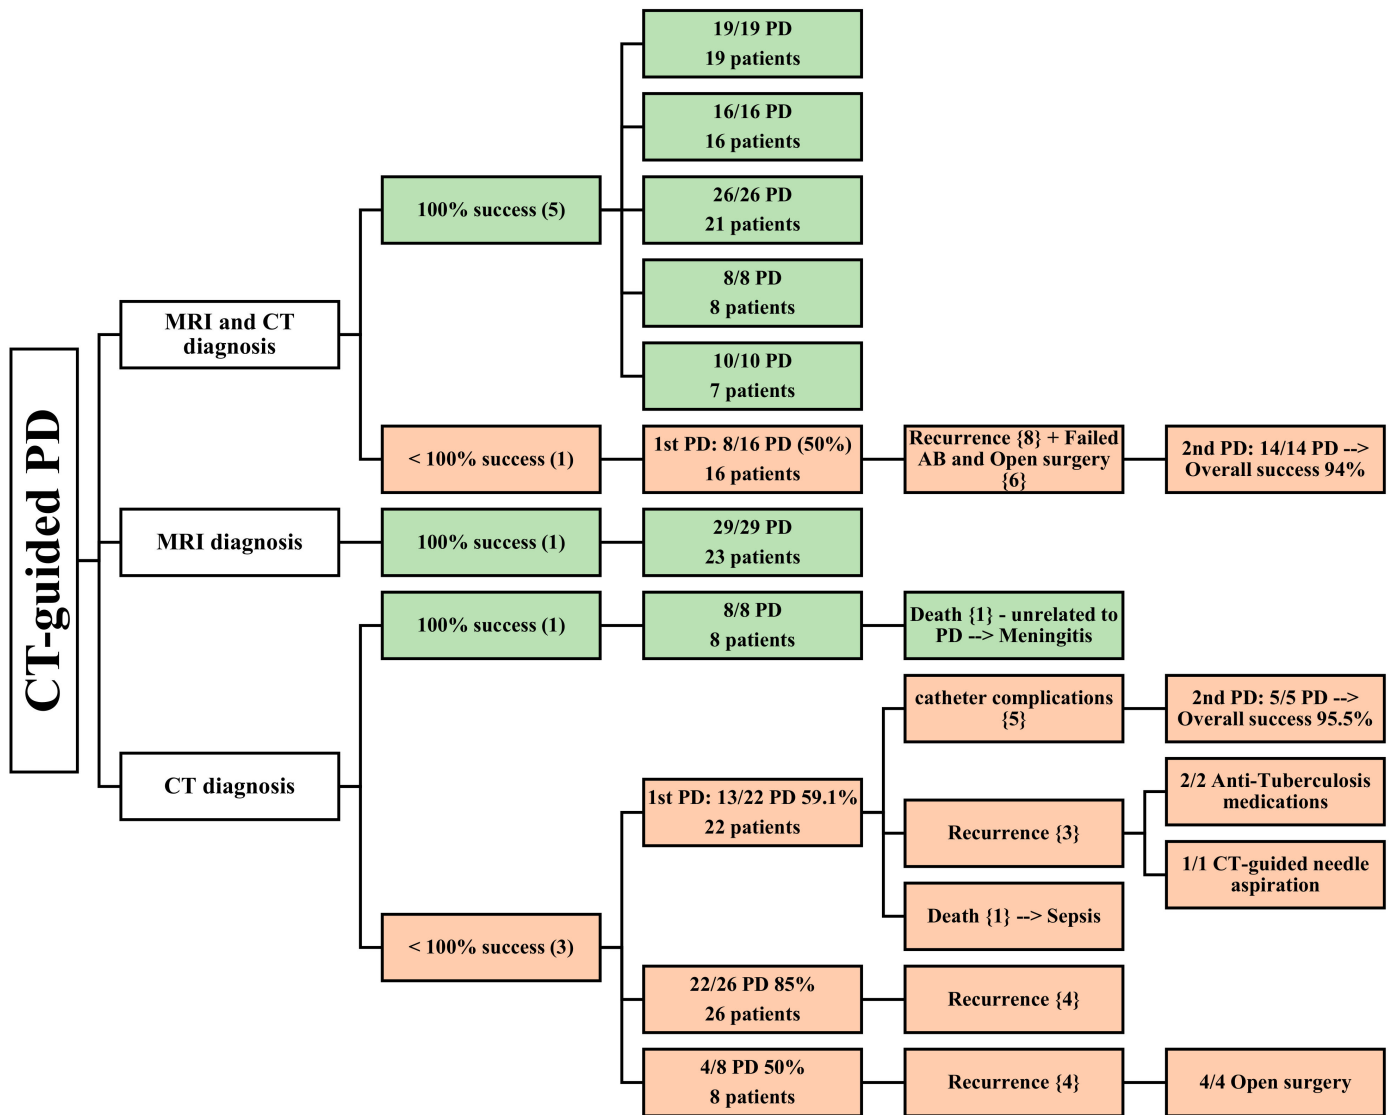 CT-guided PD
MRI and CT
diagnosis
100% success (5)
19/19 PD
19 patients
16/16 PD
16 patients
26/26 PD
21 patients
8/8 PD
8 patients
10/10 PD
7 patients
< 100% success (1)
1st PD: 8/16 PD (50%)
16 patients
Recurrence {8} + Failed
AB and Open surgery
{6}
2nd PD: 14/14 PD -->
Overall success 94%
MRI diagnosis
100% success (1)
29/29 PD
23 patients
CT diagnosis
100% success (1)
8/8 PD
8 patients
Death {1} - unrelated to
PD --> Meningitis
< 100% success (3)
1st PD: 13/22 PD 59.1%
22 patients
catheter complications
{5}
2nd PD: 5/5 PD -->
Overall success 95.5%
Recurrence {3}
2/2 Anti-Tuberculosis
medications
1/1 CT-guided needle
aspiration
Death {1} --> Sepsis
22/26 PD 85%
26 patients
Recurrence {4}
4/8 PD 50%
8 patients
Recurrence {4}
4/4 Open surgery